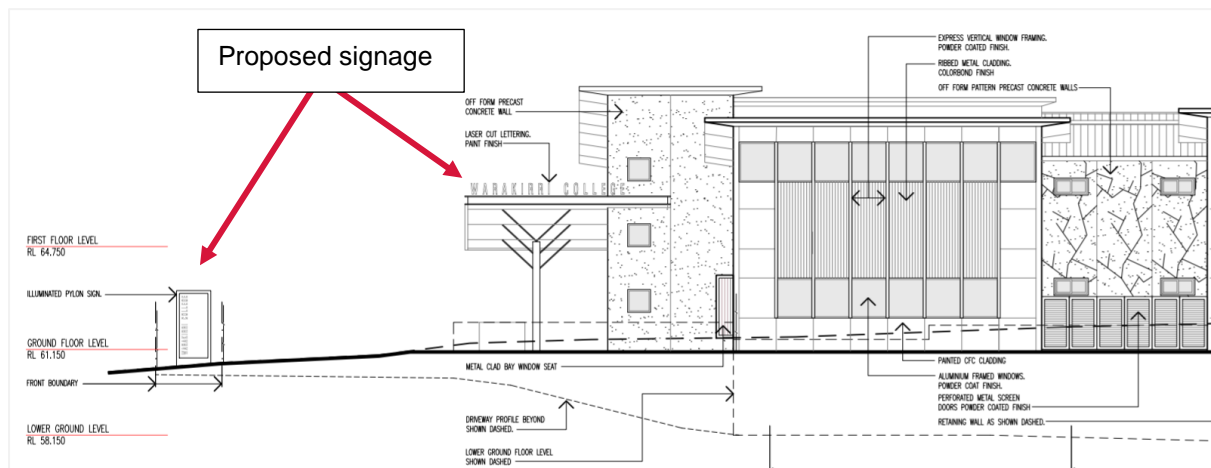 Proposed signage
EXPRESS VERTICAL WINDOW FRAMING.
POWDER COATED FINISH.
RIBBED METAL CLADDING.
COLORBOND FINISH
OFF FORM PATTERN PRECAST CONCRETE WALLS
OFF FORM PRECAST
CONCRETE WALL
LASER CUT LETTERING.
PAINT FINISH
WARAKIRRI COLLEGE
FIRST FLOOR LEVEL
RL 64.750
ILLUMINATED PYLON SIGN.
GROUND FLOOR LEVEL
RL 61.150
FRONT BOUNDARY
LOWER GROUND LEVEL
RL 58.150
METAL CLAD BAY WINDOW SEAT
DRIVEWAY PROFILE BEYOND
SHOWN DASHED.
LOWER GROUND FLOOR LEVEL
SHOWN DASHED
PAINTED CFC CLADDING
ALUMINIUM FRAMED WINDOWS.
POWDER COAT FINISH.
PERFORATED METAL SCREEN
DOORS POWDER COATED FINISH
RETAINING WALL AS SHOWN DASHED.